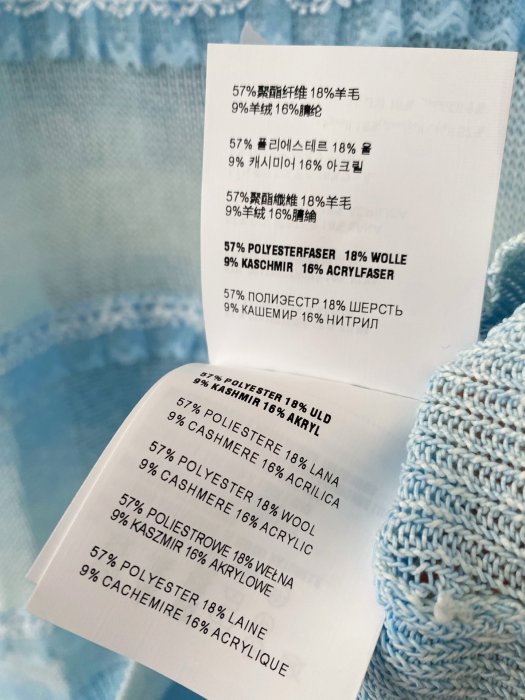 57%聚酯纤维 18%羊毛
9%羊绒 16%腈纶
57% 폴리에스테르 18% 울
9% 캐시미어 16% 아크릴
57%聚酯纖維 18%羊毛
9%羊绒 16%腈綸
57% POLYESTERFASER 18% WOLLE
9% KASCHMIR 16% ACRYLFASER
57% ПОЛИЭСТР 18% ШЕРСТЬ
9% КАШЕМИР 16% НИТРИЛ
57% POLYESTER 18% ULD
9% KASHMIR 16% AKRYL
57% POLIESTERE 18% LANA
9% CASHMERE 16% ACRILICA
57% POLYESTER 18% WOOL
9% CASHMERE 16% ACRYLIC
57% POLIESTROWE 18% WEŁNA
9% KASZMIR 16% AKRYLOWE
57% POLYESTER 18% LAINE
9% CACHEMIRE 16% ACRYLIQUE